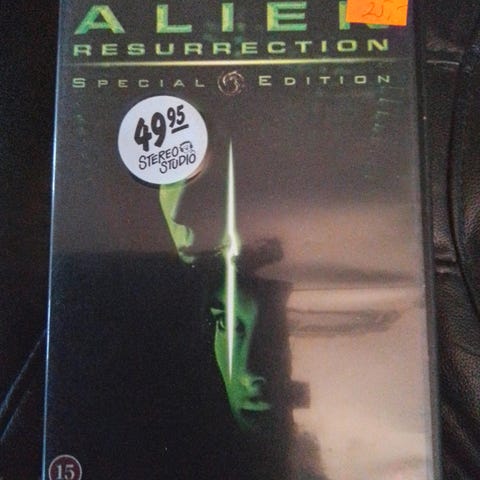 ALIEN
25,-
RESURRECTION
SPECIAL EDITION
49 95
STEREO
STUDIO
15